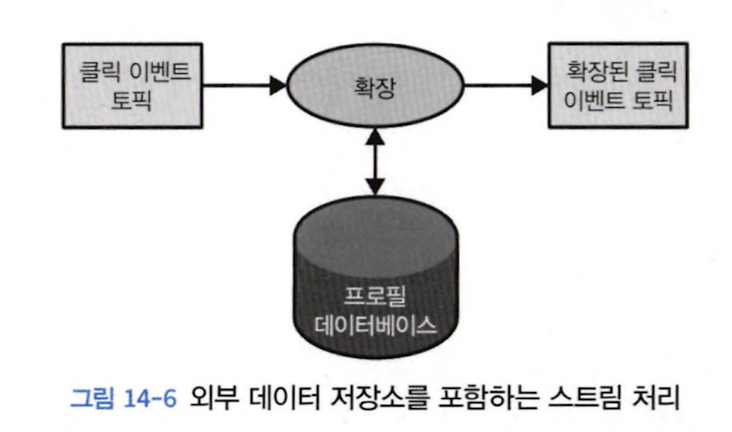 클릭 이벤트
토픽
확장
확장된 클릭
이벤트 토픽
프로필
데이터베이스
그림 14-6 외부 데이터 저장소를 포함하는 스트림 처리